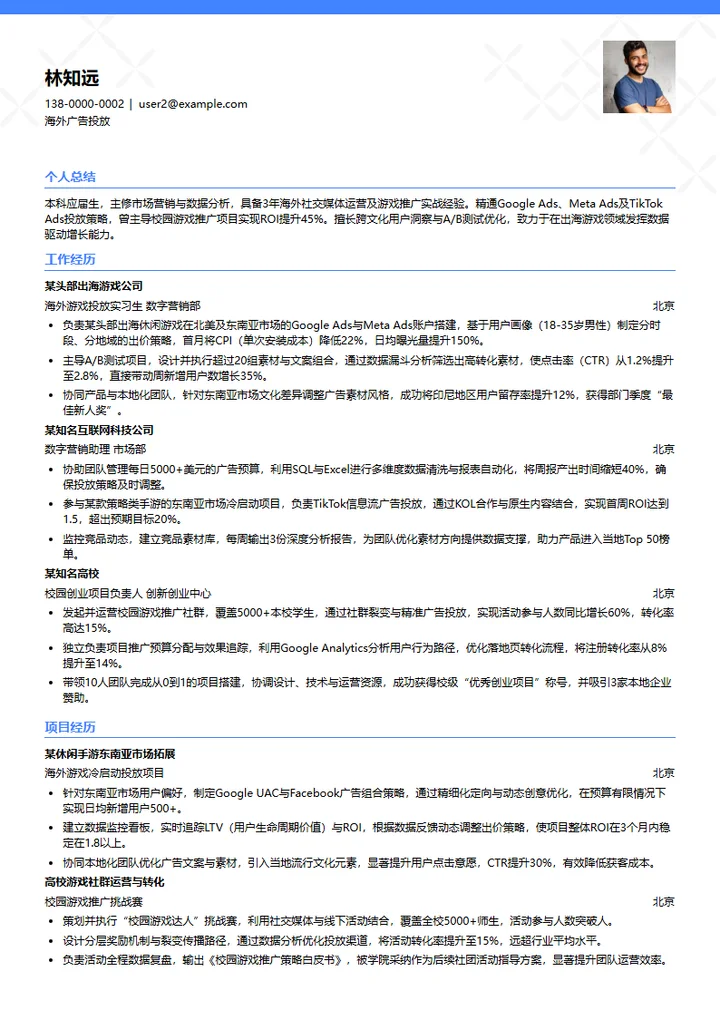 林知远
138-0000-0002 | user2@example.com
海外广告投放
个人总结
本科应届生，主修市场营销与数据分析，具备3年海外社交媒体运营及游戏推广实战经验。精通Google Ads、Meta Ads及TikTok
Ads投放策略，曾主导校园游戏推广项目实现ROI提升45%。擅长跨文化用户洞察与A/B测试优化，致力于在出海游戏领域发挥数据
驱动增长能力。
工作经历
某头部出海游戏公司
海外游戏投放实习生 数字营销部 北京
• 负责某头部出海休闲游戏在北美及东南亚市场的Google Ads与Meta Ads账户搭建，基于用户画像（18-35岁男性）制定分时
段、分地域的出价策略，首月将CPI（单次安装成本）降低22%，日均曝光量提升150%。
• 主导A/B测试项目，设计并执行超过20组素材与文案组合，通过数据漏斗分析筛选出高转化素材，使点击率（CTR）从1.2%提升
至2.8%，直接带动周新增用户数增长35%。
• 协同产品与本地化团队，针对东南亚市场文化差异调整广告素材风格，成功将印尼地区用户留存率提升12%，获得部门季度“最
佳新人奖”。
某知名互联网科技公司
数字营销助理 市场部 北京
• 协助团队管理每日5000+美元的广告预算，利用SQL与Excel进行多维度数据清洗与报表自动化，将周报产出时间缩短40%，确
保投放策略及时调整。
• 参与某款策略类手游的东南亚市场冷启动项目，负责TikTok信息流广告投放，通过KOL合作与原生内容结合，实现首周ROI达到
1.5，超出预期目标20%。
• 监控竞品动态，建立竞品素材库，每周输出3份深度分析报告，为团队优化素材方向提供数据支撑，助力产品进入当地Top 50榜
单。
某知名高校
校园创业项目负责人 创新创业中心 北京
• 发起并运营校园游戏推广社群，覆盖5000+本校学生，通过社群裂变与精准广告投放，实现活动参与人数同比增长60%，转化率
高达15%。
• 独立负责项目推广预算分配与效果追踪，利用Google Analytics分析用户行为路径，优化落地页转化流程，将注册转化率从8%
提升至14%。
• 带领10人团队完成从0到1的项目搭建，协调设计、技术与运营资源，成功获得校级“优秀创业项目”称号，并吸引3家本地企业
赞助。
项目经历
某休闲手游东南亚市场拓展
海外游戏冷启动投放项目 北京
• 针对东南亚市场用户偏好，制定Google UAC与Facebook广告组合策略，通过精细化定向与动态创意优化，在预算有限情况下
实现日均新增用户500+。
• 建立数据监控看板，实时追踪LTV（用户生命周期价值）与ROI，根据数据反馈动态调整出价策略，使项目整体ROI在3个月内稳
定在1.8以上。
• 协同本地化团队优化广告文案与素材，引入当地流行文化元素，显著提升用户点击意愿，CTR提升30%，有效降低获客成本。
高校游戏社群运营与转化
校园游戏推广挑战赛 北京
• 策划并执行“校园游戏达人”挑战赛，利用社交媒体与线下活动结合，覆盖全校5000+师生，活动参与人数突破人。
• 设计分层奖励机制与裂变传播路径，通过数据分析优化投放渠道，将活动转化率提升至15%，远超行业平均水平。
• 负责活动全程数据复盘，输出《校园游戏推广策略白皮书》，被学院采纳作为后续社团活动指导方案，显著提升团队运营效率。